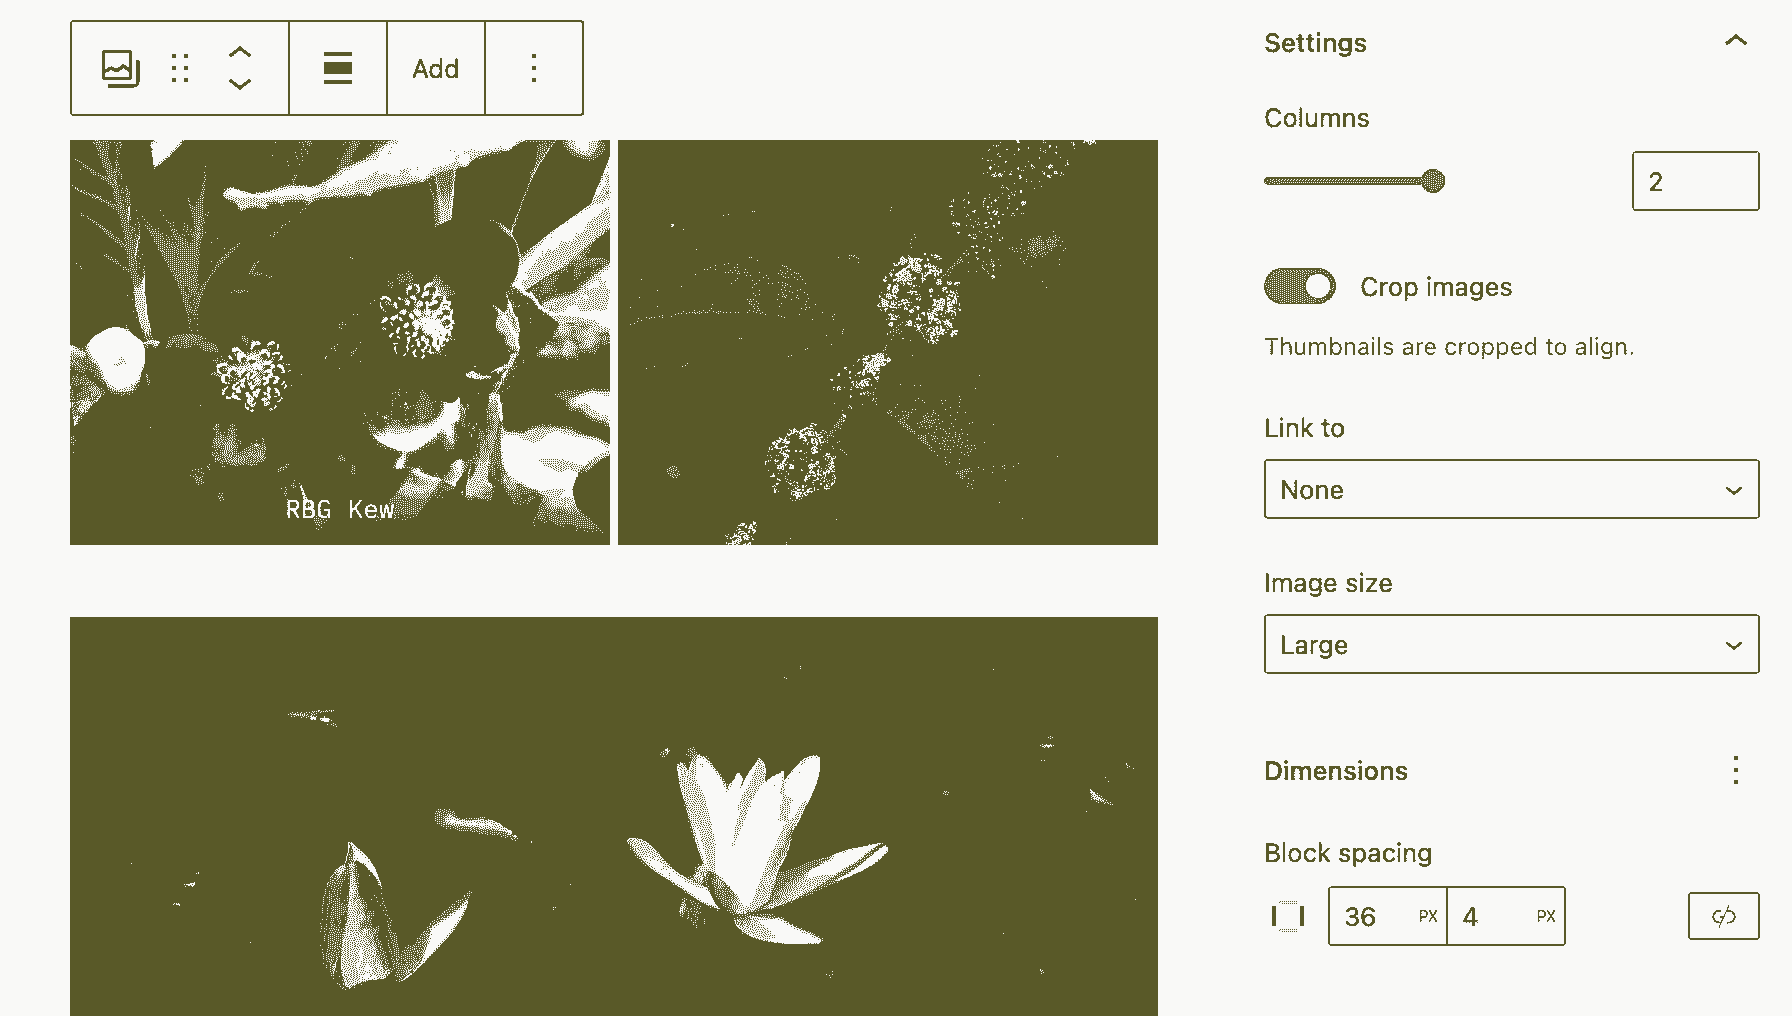 Add
RBG Kew
Settings
Columns
2
Crop images
Thumbnails are cropped to align.
Link to
None
Image size
Large
Dimensions
Block spacing
36 PX 4 PX